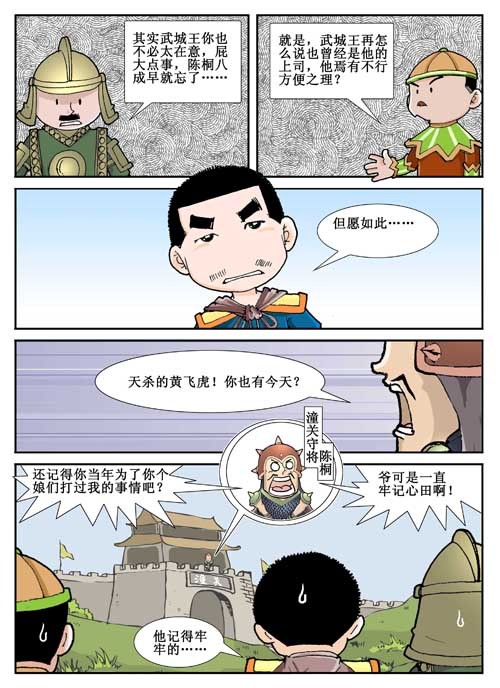 其实武城王你也
不必太在意，屁
大点事，陈桐八
成早就忘了……
就是，武城王再怎
么说也曾经是他的
上司，他焉有不行
方便之理？
但愿如此……
天杀的黄飞虎！你也有今天？
潼关守将
陈桐
还记得你当年为了你个
娘们打过我的事情吧？
爷可是一直
牢记心田啊！
潼关
他记得牢
牢的……